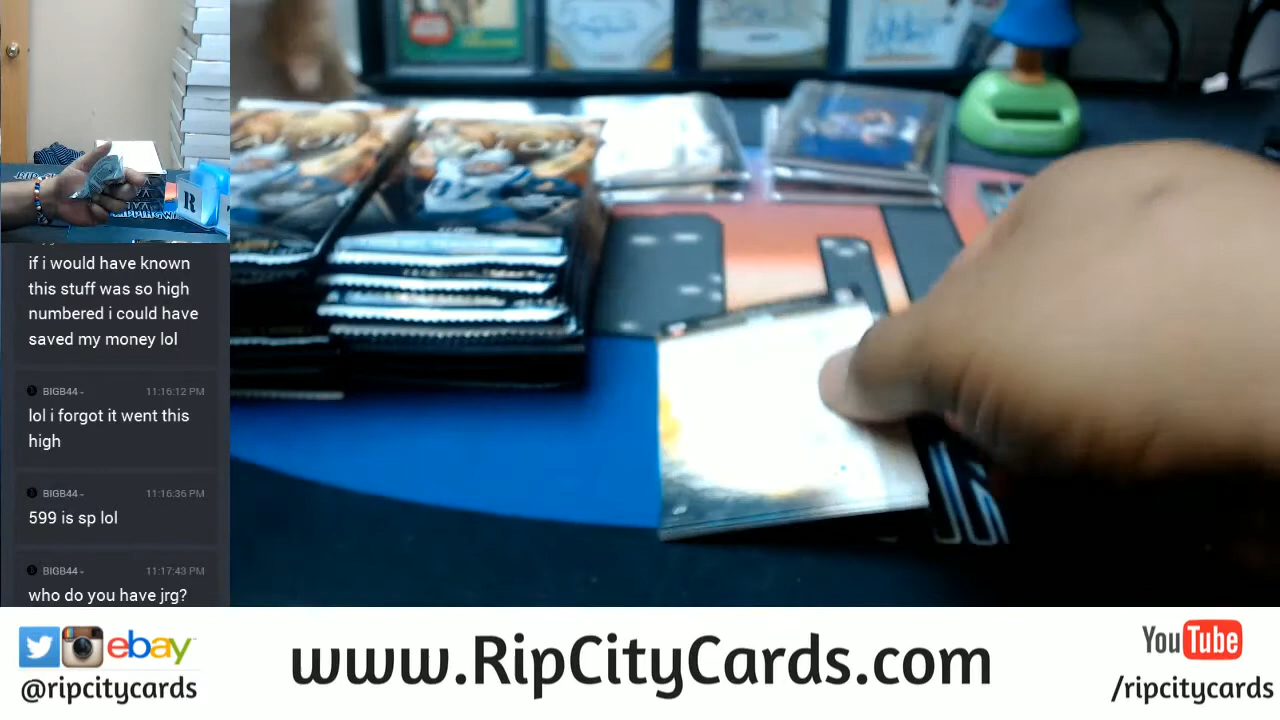 if i would have known
this stuff was so high
numbered i could have
saved my money lol
BIGB44 - 11:16:12 PM
lol i forgot it went this
high
BIGB44 - 11:16:36 PM
599 is sp lol
BIGB44 - 11:17:43 PM
who do you have jrg?
R
ebay
@ripcitycards
www.RipCityCards.com
YouTube
/ripcitycards